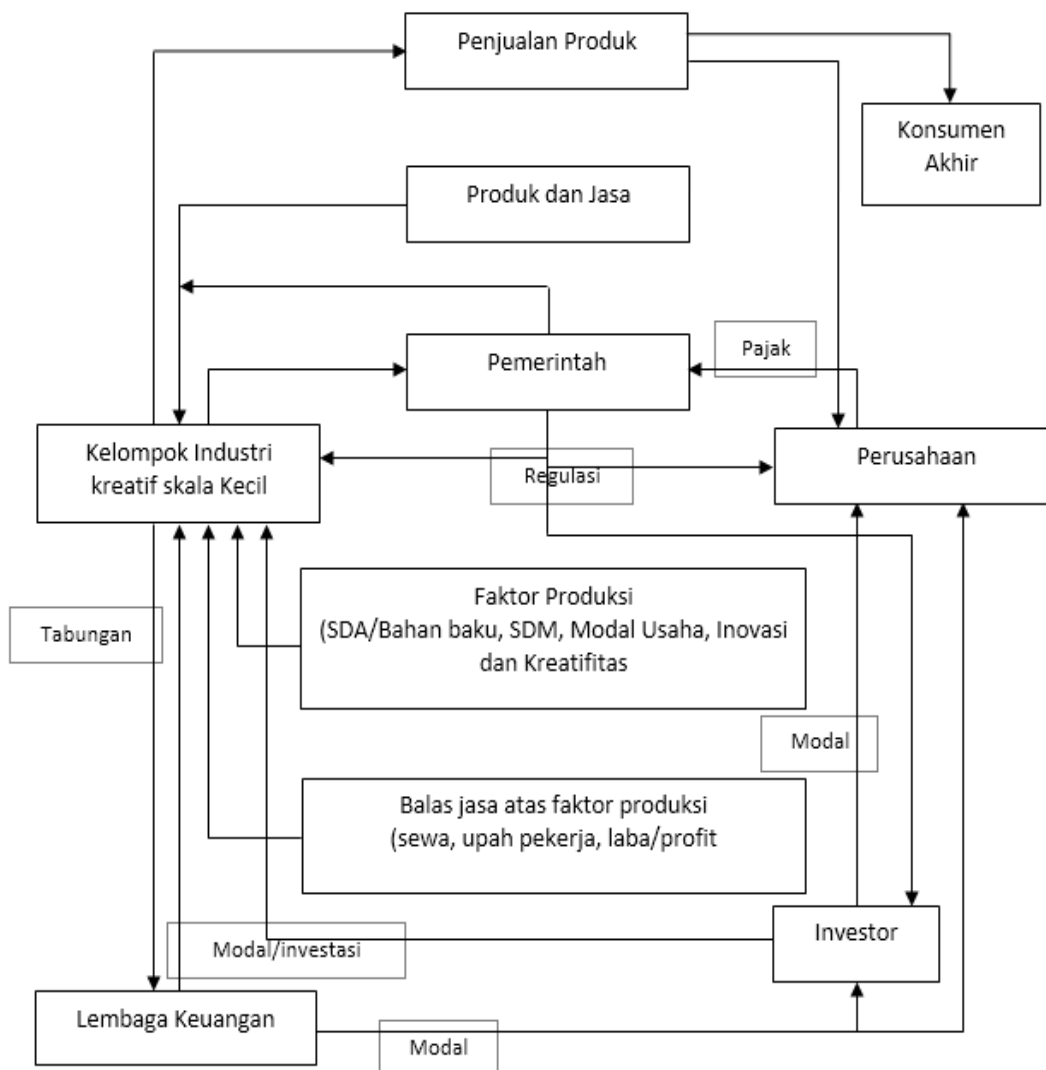 Penjualan Produk
Konsumen
Akhir
Produk dan Jasa
Pemerintah
Pajak
Kelompok Industri
kreatif skala Kecil
Regulasi
Perusahaan
Faktor Produksi
(SDA/Bahan baku, SDM, Modal Usaha, Inovasi
dan Kreatifitas
Tabungan
Modal
Balas jasa atas faktor produksi
(sewa, upah pekerja, laba/profit
Modal/investasi
Investor
Lembaga Keuangan
Modal